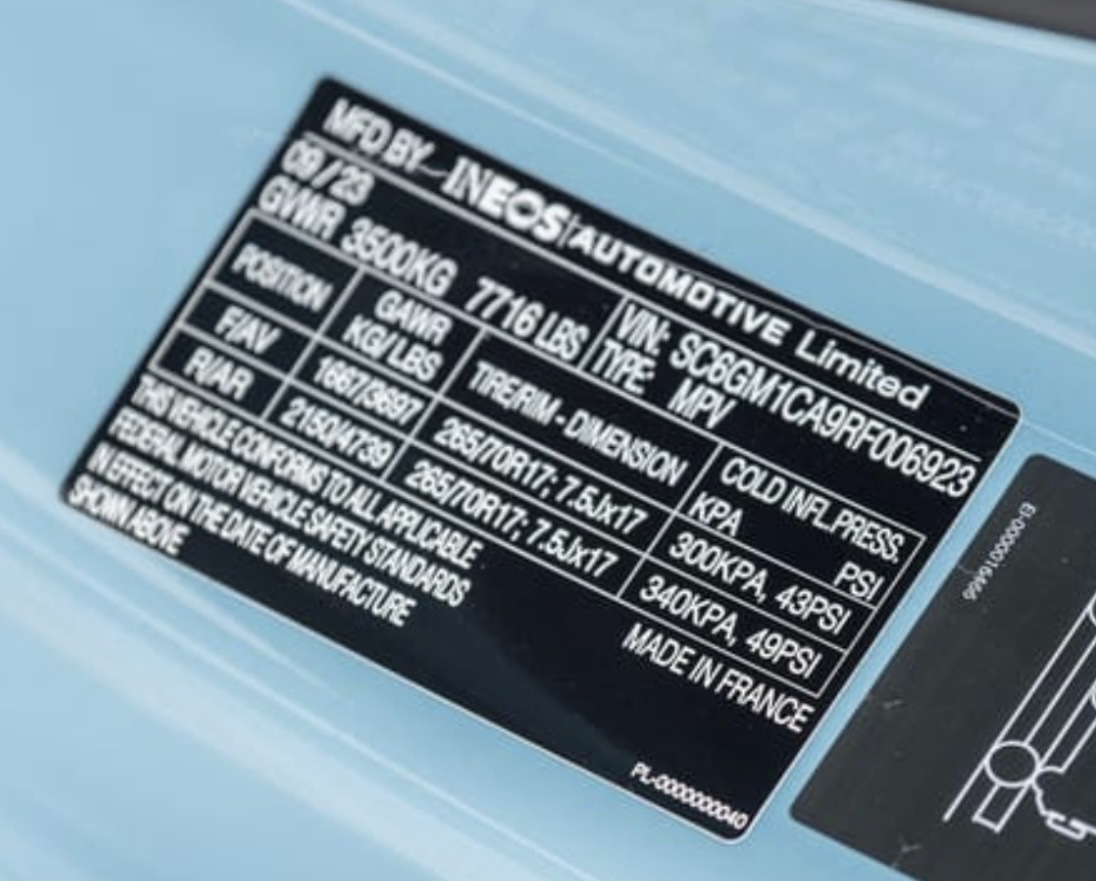 MFD BY INEOS AUTOMOTIVE Limited
09/23
GVWR 3500KG 7716 LBS
VIN: SC6GM1CA9RF006923
TYPE: MPV
POSITION GAWR KG/LBS TIRE/RIM - DIMENSION COLD INFL.PRESS. KPA PSI
F/AV 1667/3697 265/70R17; 7.5Jx17 300KPA, 43PSI
R/AR 2150/4739 265/70R17; 7.5Jx17 340KPA, 49PSI
THIS VEHICLE CONFORMS TO ALL APPLICABLE
FEDERAL MOTOR VEHICLE SAFETY STANDARDS
IN EFFECT ON THE DATE OF MANUFACTURE
SHOWN ABOVE
MADE IN FRANCE
PL-0000000040